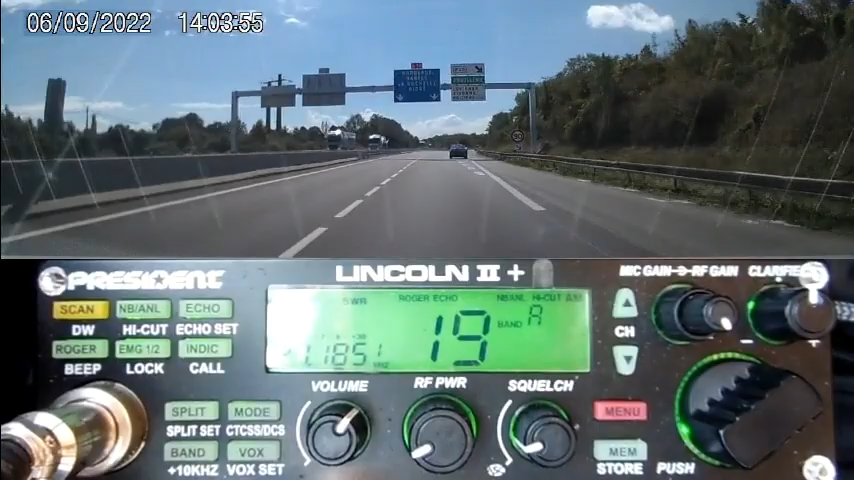 06/09/2022 14:03:55
PRESIDENT
LINCOLN II +
MIC GAIN RF GAIN
CLARIFIER
SCAN
NB/ANL
ECHO
DW
HI-CUT
ECHO SET
ROGER
EMG 1/2
INDIC
BEEP
LOCK
CALL
SWR
ROGER ECHO
NB/ANL HI-CUT
19
BAND
A
CH
VOLUME
RF PWR
SQUELCH
SPLIT
MODE
SPLIT SET
CTCSS/DCS
BAND
VOX
+10KHZ
VOX SET
MENU
MEM
STORE
PUSH